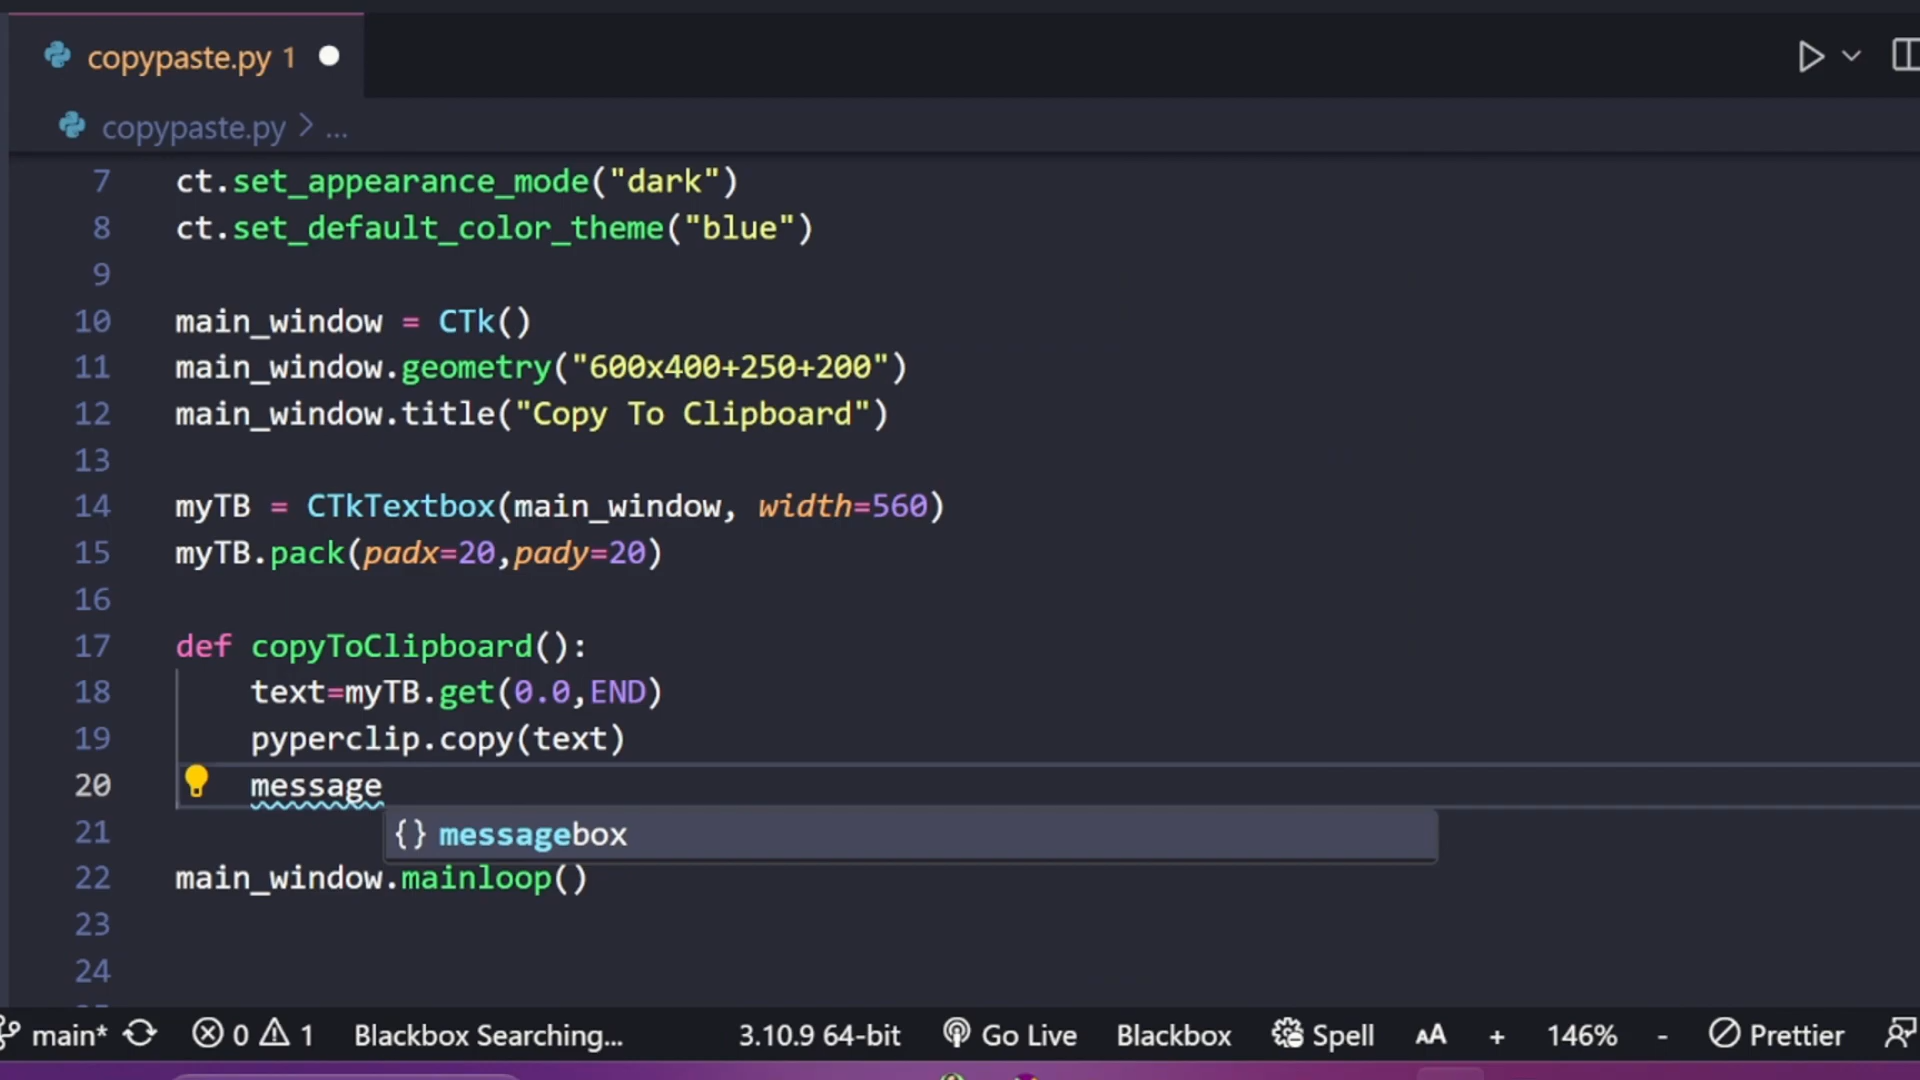 copypaste.py 1
copypaste.py > ...
7 ct.set_appearance_mode("dark")
8 ct.set_default_color_theme("blue")
9
10 main_window = CTk()
11 main_window.geometry("600x400+250+200")
12 main_window.title("Copy To Clipboard")
13
14 myTB = CTkTextbox(main_window, width=560)
15 myTB.pack(padx=20,pady=20)
16
17 def copyToClipboard():
18 text=myTB.get(0.0,END)
19 pyperclip.copy(text)
20 message
21 {} messagebox
22 main_window.mainloop()
23
24
main* 0 1 Blackbox Searching... 3.10.9 64-bit Go Live Blackbox Spell AA + 146% - Prettier